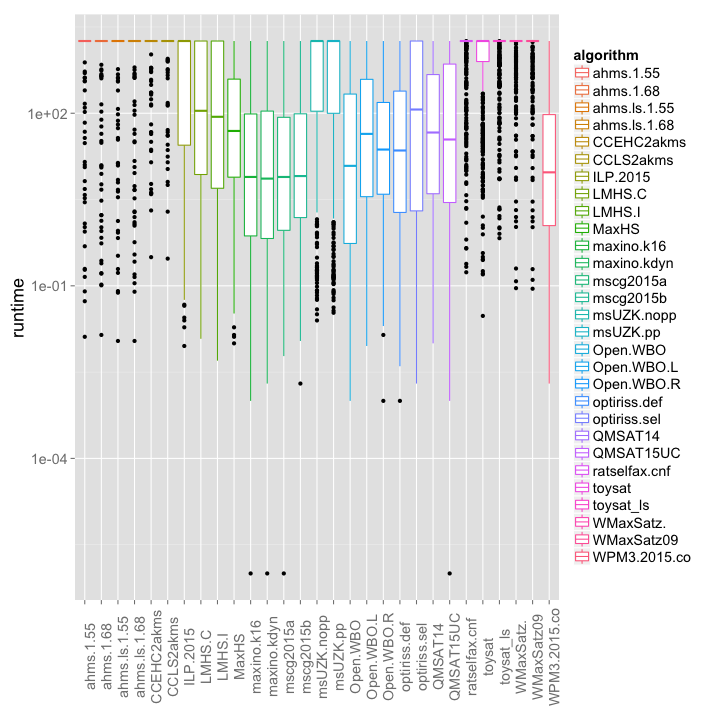 runtime
1e+02
1e-01
1e-04
ahms.1.55
ahms.1.68
ahms.ls.1.55
ahms.ls.1.68
CCEHC2akms
CCLS2akms
ILP.2015
LMHS.C
LMHS.I
MaxHS
maxino.k16
maxino.kdyn
mscg2015a
mscg2015b
msUZK.nopp
msUZK.pp
Open.WBO
Open.WBO.L
Open.WBO.R
optiriss.def
optiriss.sel
QMSAT14
QMSAT15UC
ratselfax.cnf
toysat
toysat_ls
WMaxSatz.
WMaxSatz09
WPM3.2015.co
algorithm
ahms.1.55
ahms.1.68
ahms.ls.1.55
ahms.ls.1.68
CCEHC2akms
CCLS2akms
ILP.2015
LMHS.C
LMHS.I
MaxHS
maxino.k16
maxino.kdyn
mscg2015a
mscg2015b
msUZK.nopp
msUZK.pp
Open.WBO
Open.WBO.L
Open.WBO.R
optiriss.def
optiriss.sel
QMSAT14
QMSAT15UC
ratselfax.cnf
toysat
toysat_ls
WMaxSatz.
WMaxSatz09
WPM3.2015.co